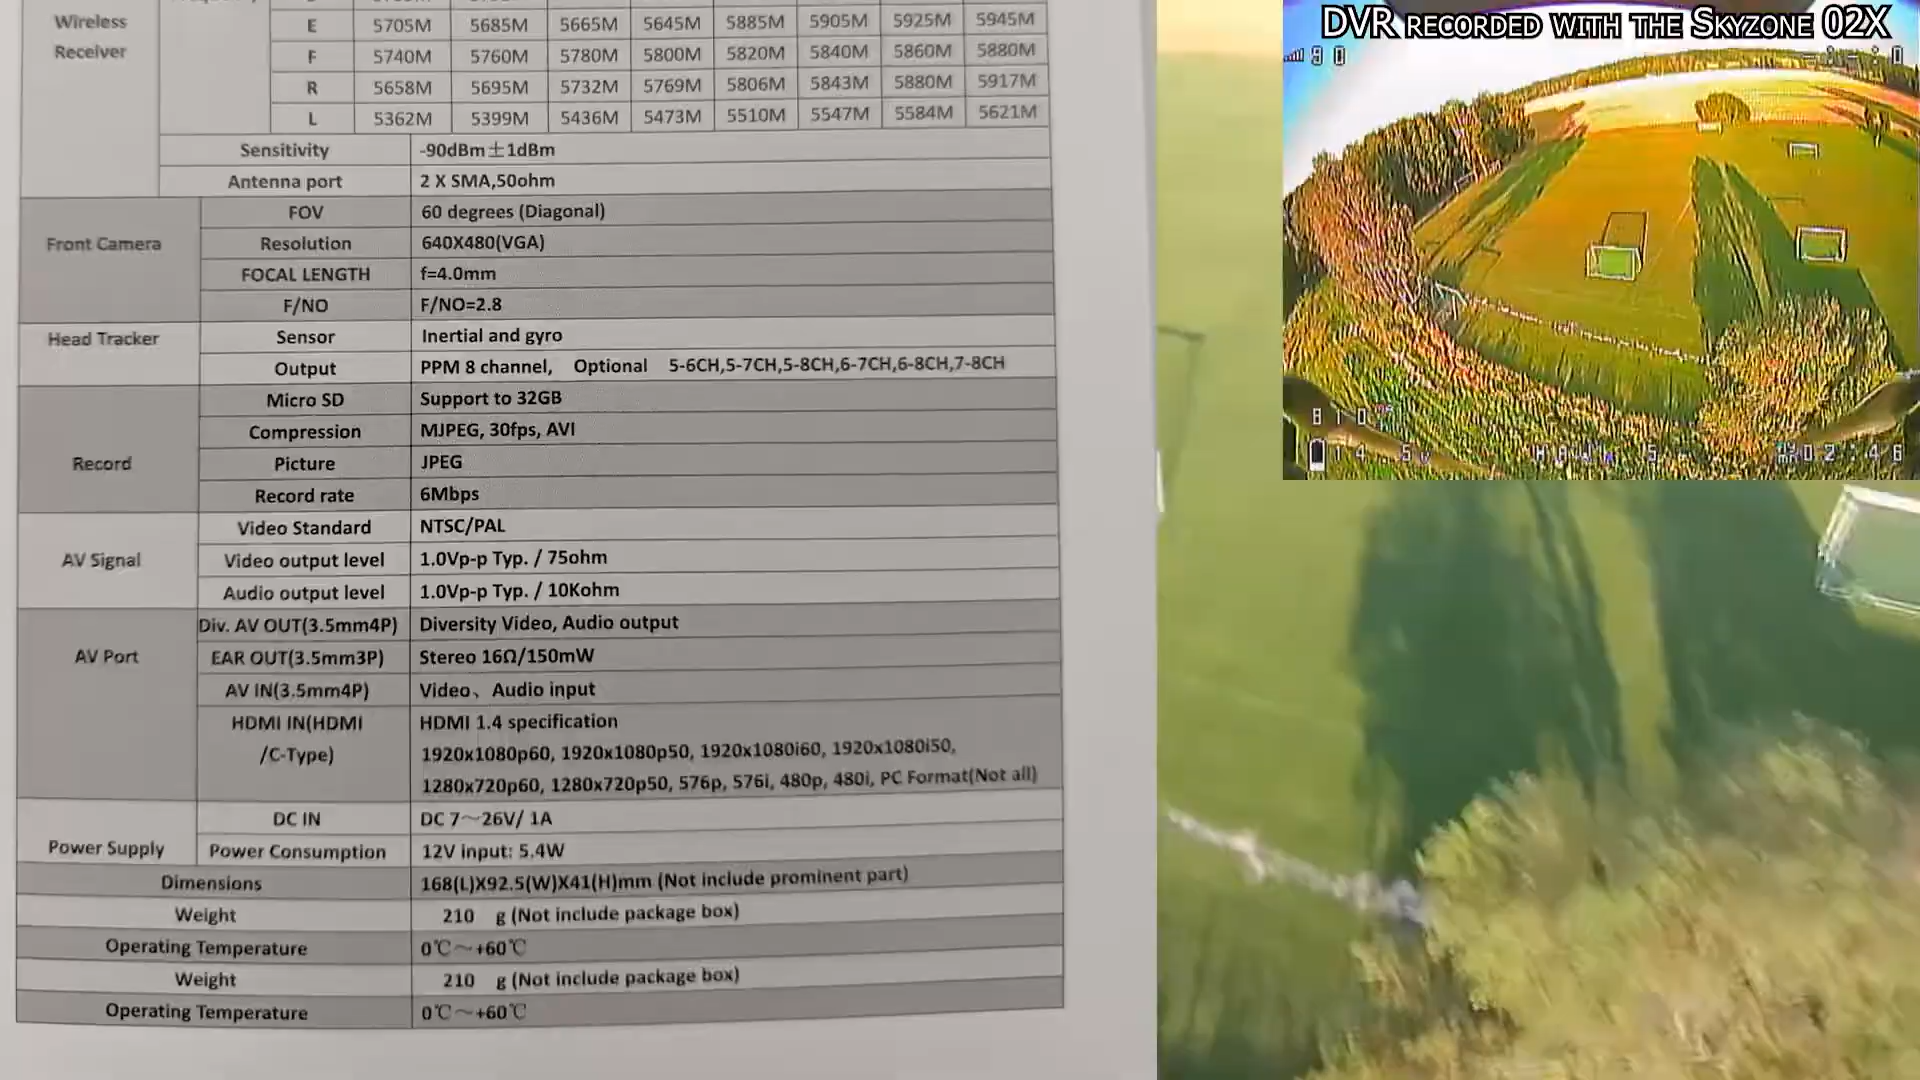 DVR RECORDED WITH THE SKYZONE 02X
90
Wireless
Receiver
E 5705M 5685M 5665M 5645M 5885M 5905M 5925M 5945M
F 5740M 5760M 5780M 5800M 5820M 5840M 5860M 5880M
R 5658M 5695M 5732M 5769M 5806M 5843M 5880M 5917M
L 5362M 5399M 5436M 5473M 5510M 5547M 5584M 5621M
Sensitivity -90dBm±1dBm
Antenna port 2 X SMA,50ohm
Front Camera
FOV 60 degrees (Diagonal)
Resolution 640X480(VGA)
FOCAL LENGTH f=4.0mm
F/NO F/NO=2.8
Head Tracker
Sensor Inertial and gyro
Output PPM 8 channel, Optional 5-6CH,5-7CH,5-8CH,6-7CH,6-8CH,7-8CH
Record
Micro SD Support to 32GB
Compression MJPEG, 30fps, AVI
Picture JPEG
Record rate 6Mbps
AV Signal
Video Standard NTSC/PAL
Video output level 1.0Vp-p Typ. / 75ohm
Audio output level 1.0Vp-p Typ. / 10Kohm
AV Port
Div. AV OUT(3.5mm4P) Diversity Video, Audio output
EAR OUT(3.5mm3P) Stereo 16Ω/150mW
AV IN(3.5mm4P) Video、Audio input
HDMI IN(HDMI
/C-Type)
HDMI 1.4 specification
1920x1080p60, 1920x1080p50, 1920x1080i60, 1920x1080i50,
1280x720p60, 1280x720p50, 576p, 576i, 480p, 480i, PC Format(Not all)
Power Supply
DC IN DC 7～26V/ 1A
Power Consumption 12V input: 5.4W
Dimensions 168(L)X92.5(W)X41(H)mm (Not include prominent part)
Weight 210 g (Not include package box)
Operating Temperature 0℃～+60℃
Weight 210 g (Not include package box)
Operating Temperature 0℃～+60℃
14.5v
02:46